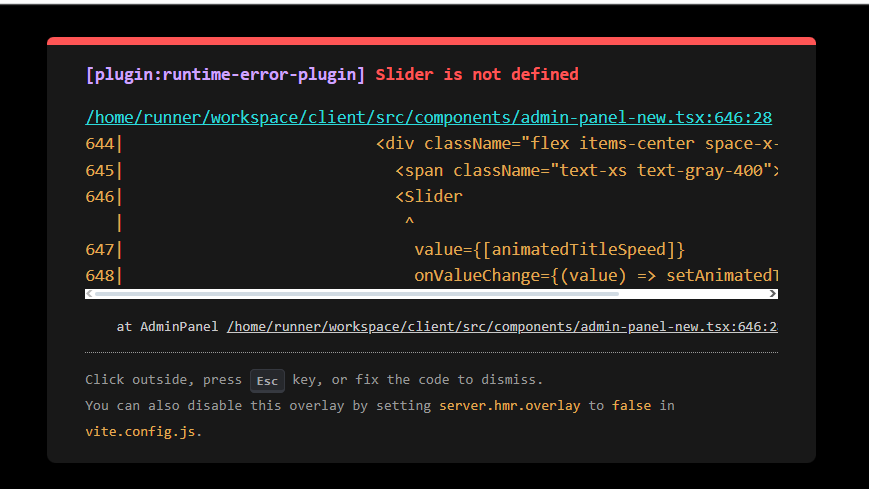 [plugin:runtime-error-plugin] Slider is not defined
/home/runner/workspace/client/src/components/admin-panel-new.tsx:646:28
644| <div className="flex items-center space-x-
645| <span className="text-xs text-gray-400">
646| <Slider
| ^
647| value={[animatedTitleSpeed]}
648| onValueChange={(value) => setAnimatedT
at AdminPanel /home/runner/workspace/client/src/components/admin-panel-new.tsx:646:2
Click outside, press Esc key, or fix the code to dismiss.
You can also disable this overlay by setting server.hmr.overlay to false in
vite.config.js.